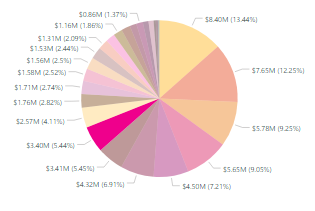 $8.40M (13.44%)
$7.65M (12.25%)
$5.78M (9.25%)
$5.65M (9.05%)
$4.50M (7.21%)
$4.32M (6.91%)
$3.41M (5.45%)
$3.40M (5.44%)
$2.57M (4.11%)
$1.76M (2.82%)
$1.71M (2.74%)
$1.58M (2.52%)
$1.56M (2.5%)
$1.53M (2.44%)
$1.31M (2.09%)
$1.16M (1.86%)
$0.86M (1.37%)